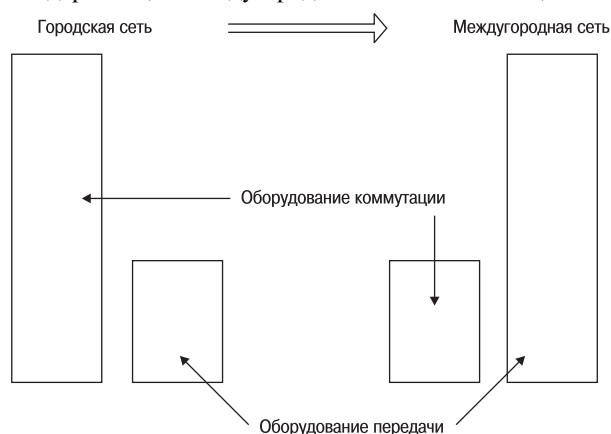 Городская сеть
Междугородная сеть
Оборудование коммутации
Оборудование передачи